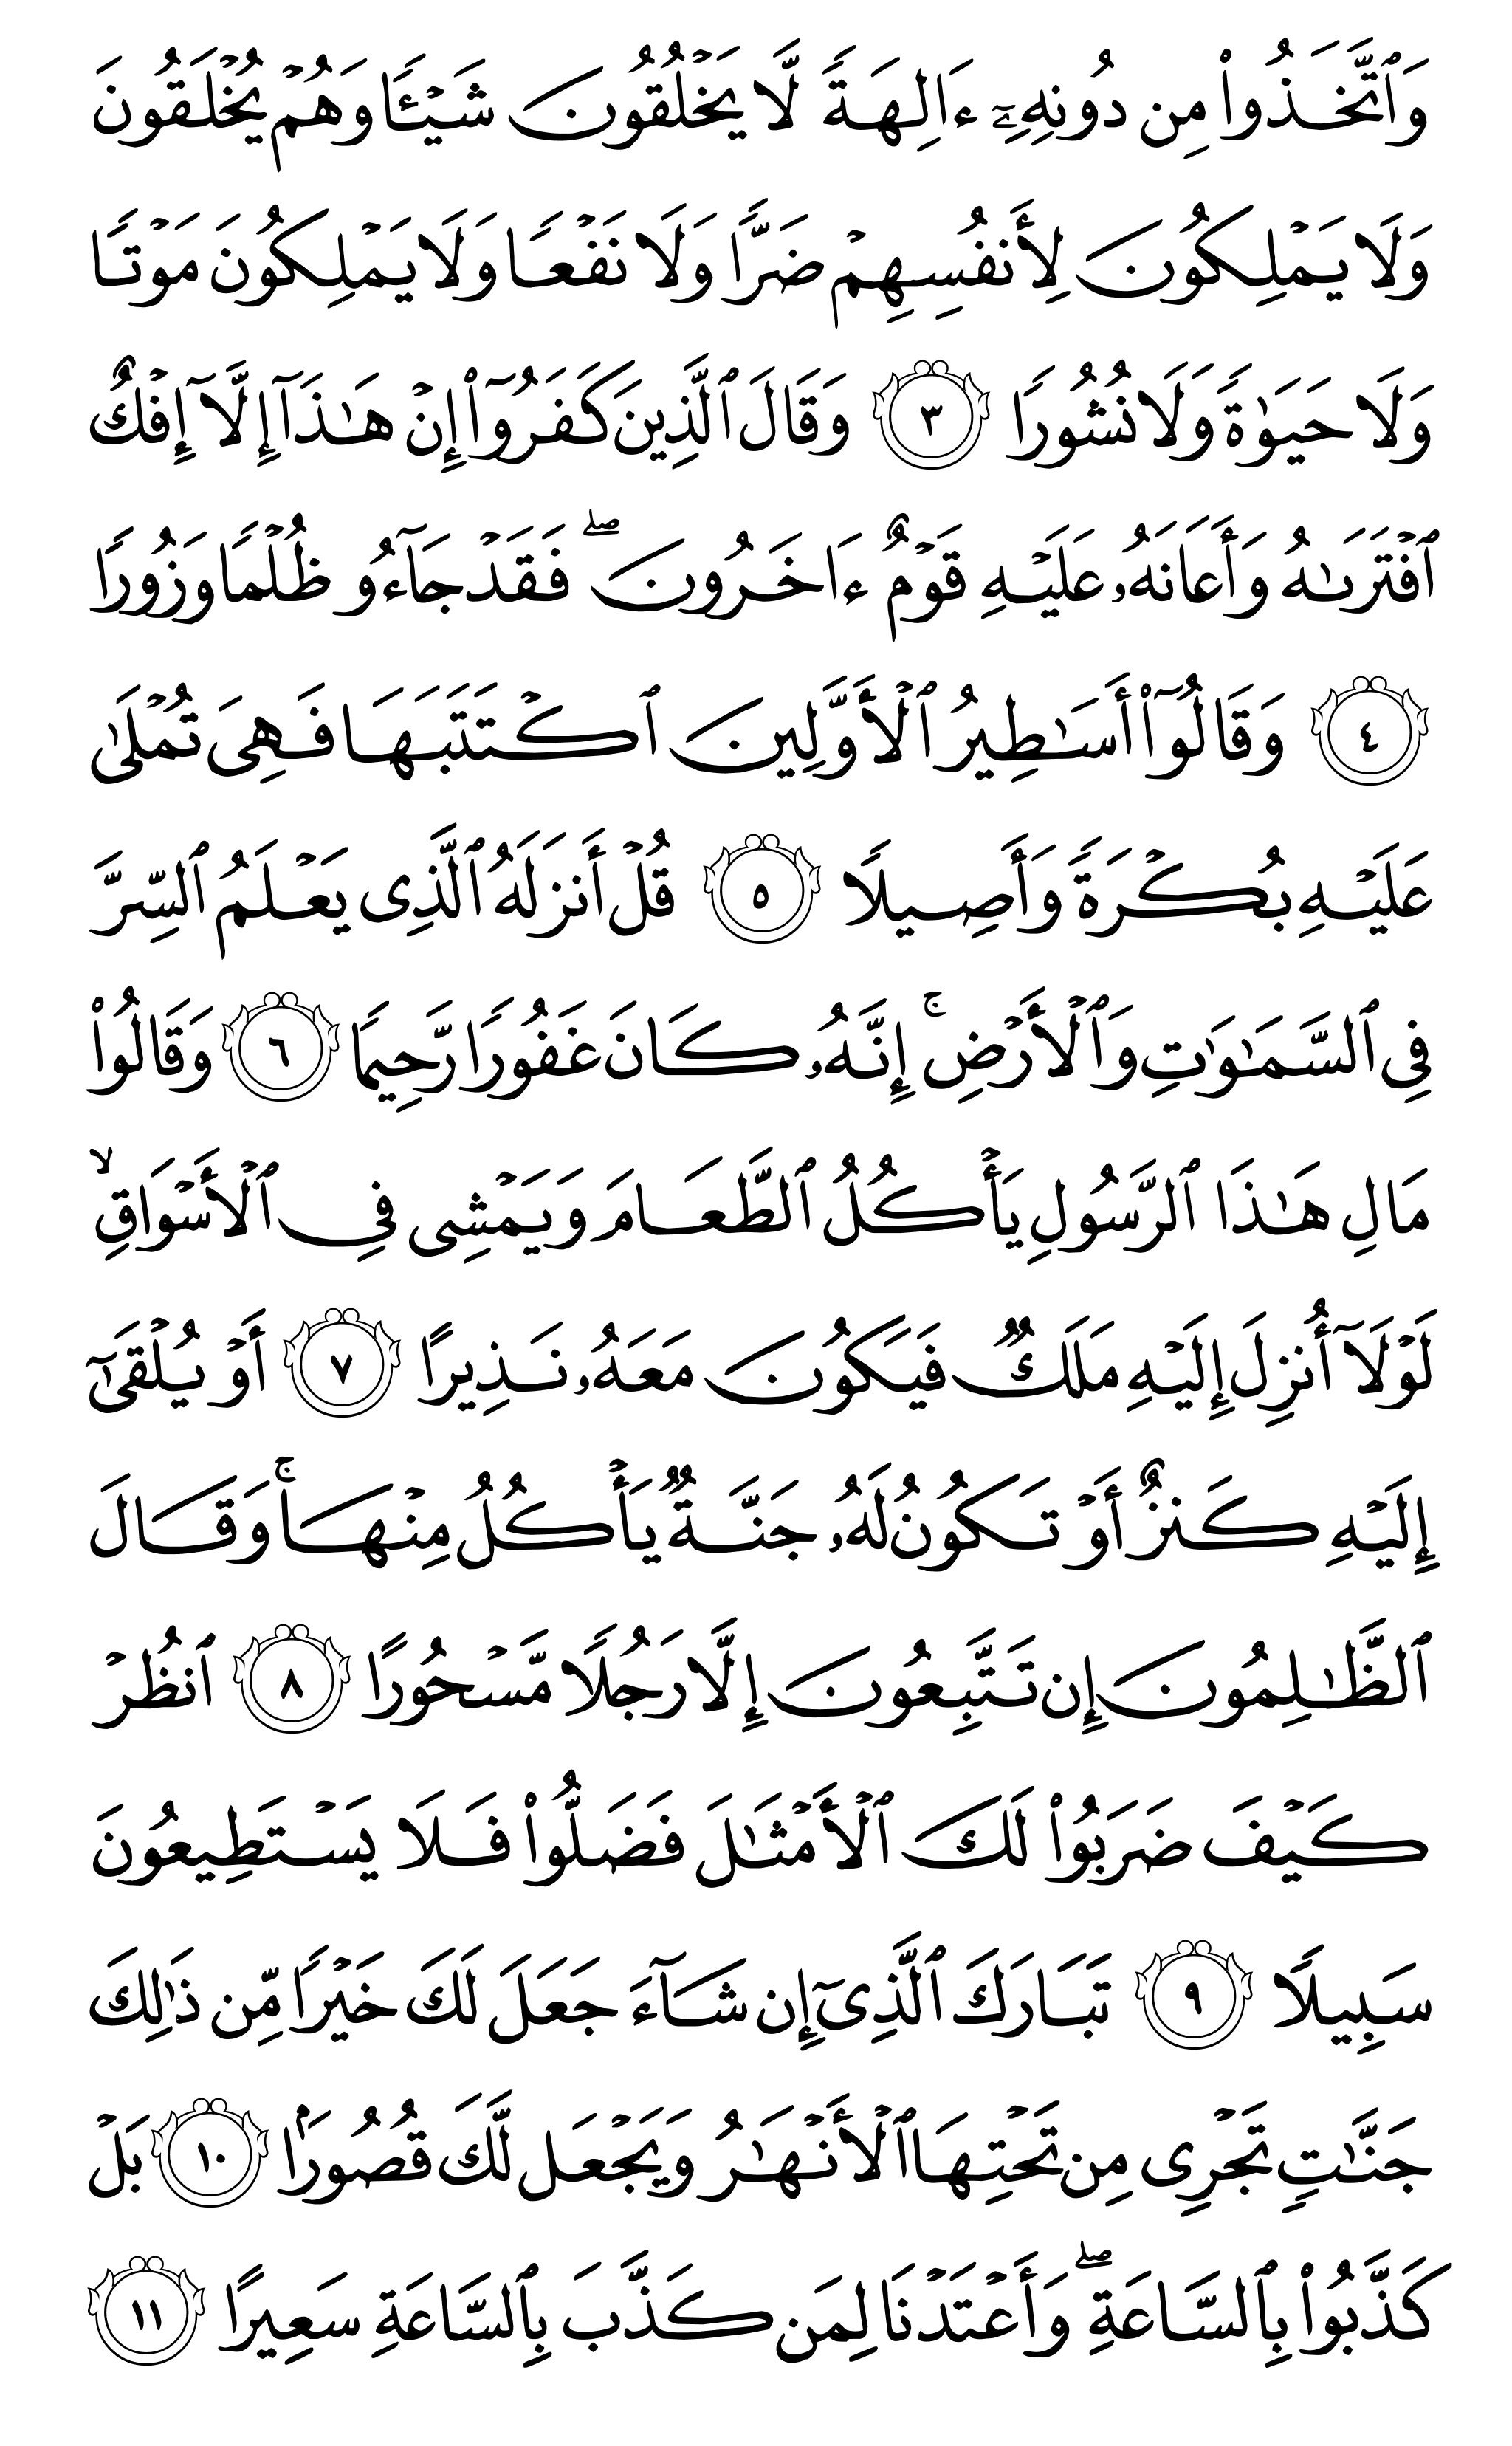 وَٱتَّخَذُوا۟ مِن دُونِهِۦٓ ءَالِهَةً لَّا يَخْلُقُونَ شَيْـًٔا وَهُمْ يُخْلَقُونَ
وَلَا يَمْلِكُونَ لِأَنفُسِهِمْ ضَرًّا وَلَا نَفْعًا وَلَا يَمْلِكُونَ مَوْتًا
وَلَا حَيَوٰةً وَلَا نُشُورًا ٣ وَقَالَ ٱلَّذِينَ كَفَرُوٓا۟ إِنْ هَـٰذَآ إِلَّآ إِفْكٌ
ٱفْتَرَىٰهُ وَأَعَانَهُۥ عَلَيْهِ قَوْمٌ ءَاخَرُونَ ۖ فَقَدْ جَآءُو ظُلْمًا وَزُورًا
٤ وَقَالُوٓا۟ أَسَـٰطِيرُ ٱلْأَوَّلِينَ ٱكْتَتَبَهَا فَهِىَ تُمْلَىٰ
عَلَيْهِ بُكْرَةً وَأَصِيلًا ٥ قُلْ أَنزَلَهُ ٱلَّذِى يَعْلَمُ ٱلسِّرَّ
فِى ٱلسَّمَـٰوَٰتِ وَٱلْأَرْضِ ۚ إِنَّهُۥ كَانَ غَفُورًا رَّحِيمًا ٦ وَقَالُوا۟
مَالِ هَـٰذَا ٱلرَّسُولِ يَأْكُلُ ٱلطَّعَامَ وَيَمْشِى فِى ٱلْأَسْوَاقِ ۙ
لَوْلَآ أُنزِلَ إِلَيْهِ مَلَكٌ فَيَكُونَ مَعَهُۥ نَذِيرًا ٧ أَوْ يُلْقَىٰٓ
إِلَيْهِ كَنزٌ أَوْ تَكُونُ لَهُۥ جَنَّةٌ يَأْكُلُ مِنْهَا ۚ وَقَالَ
ٱلظَّـٰلِمُونَ إِن تَتَّبِعُونَ إِلَّا رَجُلًا مَّسْحُورًا ٨ ٱنظُرْ
كَيْفَ ضَرَبُوا۟ لَكَ ٱلْأَمْثَـٰلَ فَضَلُّوا۟ فَلَا يَسْتَطِيعُونَ
سَبِيلًا ٩ تَبَارَكَ ٱلَّذِىٓ إِن شَآءَ جَعَلَ لَكَ خَيْرًا مِّن ذَٰلِكَ
جَنَّـٰتٍ تَجْرِى مِن تَحْتِهَا ٱلْأَنْهَـٰرُ وَيَجْعَل لَّكَ قُصُورًۢا ١٠ بَلْ
كَذَّبُوا۟ بِٱلسَّاعَةِ ۖ وَأَعْتَدْنَا لِمَن كَذَّبَ بِٱلسَّاعَةِ سَعِيرًا ١١